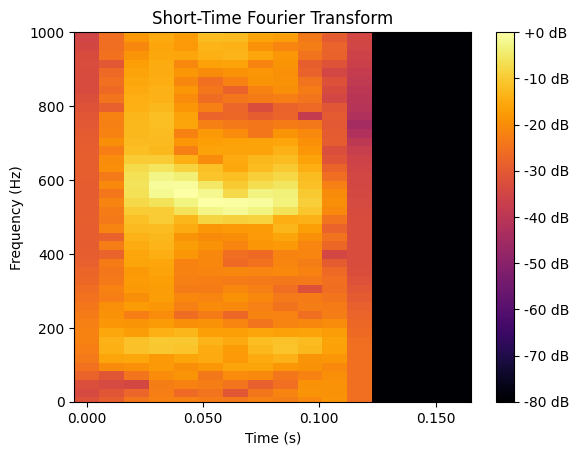 Short-Time Fourier Transform
1000
800
600
400
200
0
Frequency (Hz)
0.000
0.050
0.100
0.150
Time (s)
+0 dB
-10 dB
-20 dB
-30 dB
-40 dB
-50 dB
-60 dB
-70 dB
-80 dB